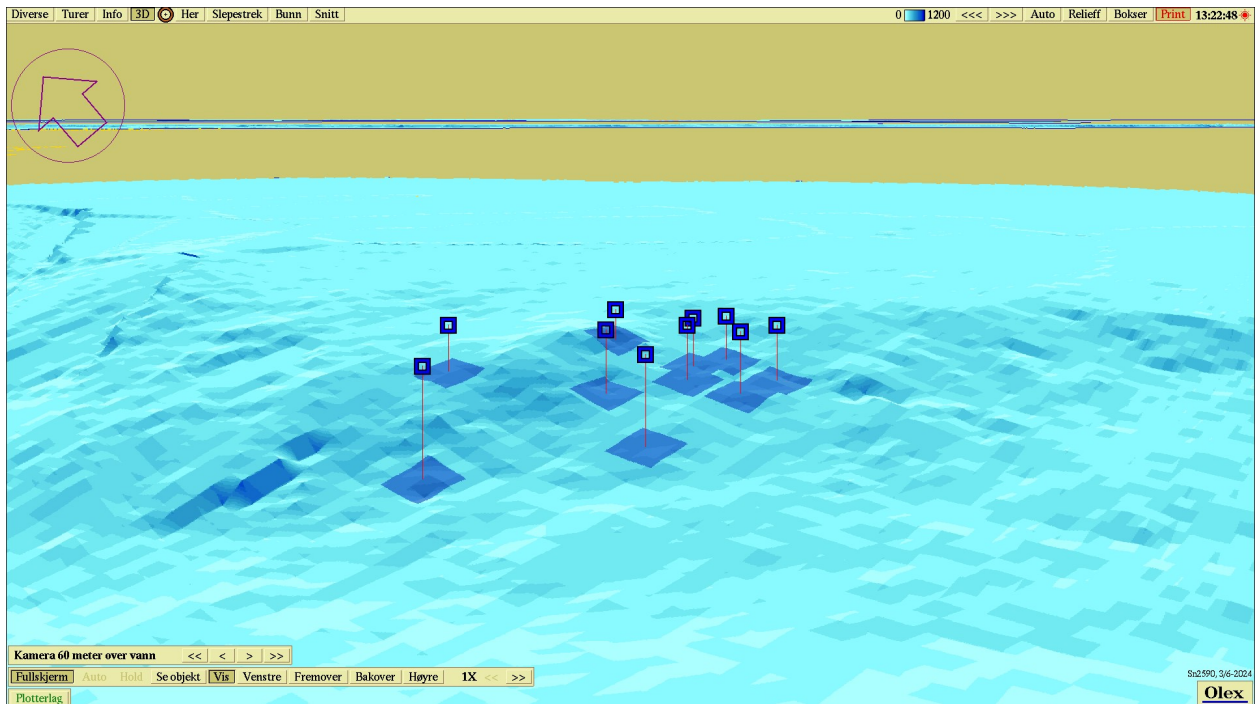 Diverse Turer Info 3D Her Slepestrek Bunn Snitt 0 1200 <<< >>> Auto Relieff Bokser Print 13:22:48
Kamera 60 meter over vann << < > >>
Fullskjerm Auto Hold Se objekt Vis Venstre Fremover Bakover Høyre 1X << >>
Sn2590, 3/6-2024
Plotterlag
Olex